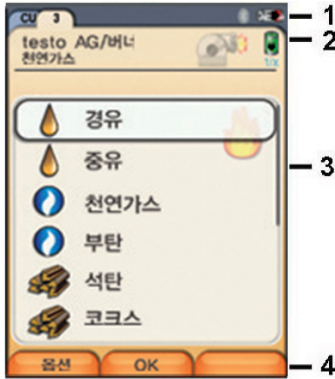 CU 3
1
testo AG/버너
2
천연가스
1/X
경유
중유
3
천연가스
부탄
석탄
코크스
옵션 OK
4